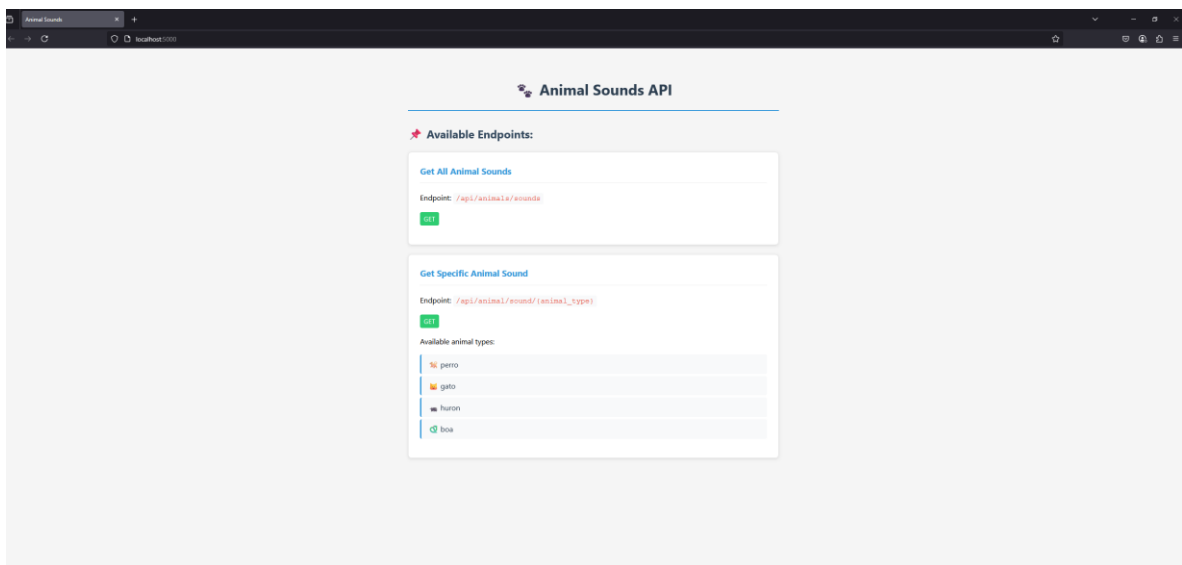 Animal Sounds
localhost:5000
Animal Sounds API
Available Endpoints:
Get All Animal Sounds
Endpoint: /api/animals/sounds
GET
Get Specific Animal Sound
Endpoint: /api/animal/sound/{animal_type}
GET
Available animal types:
perro
gato
huron
boa